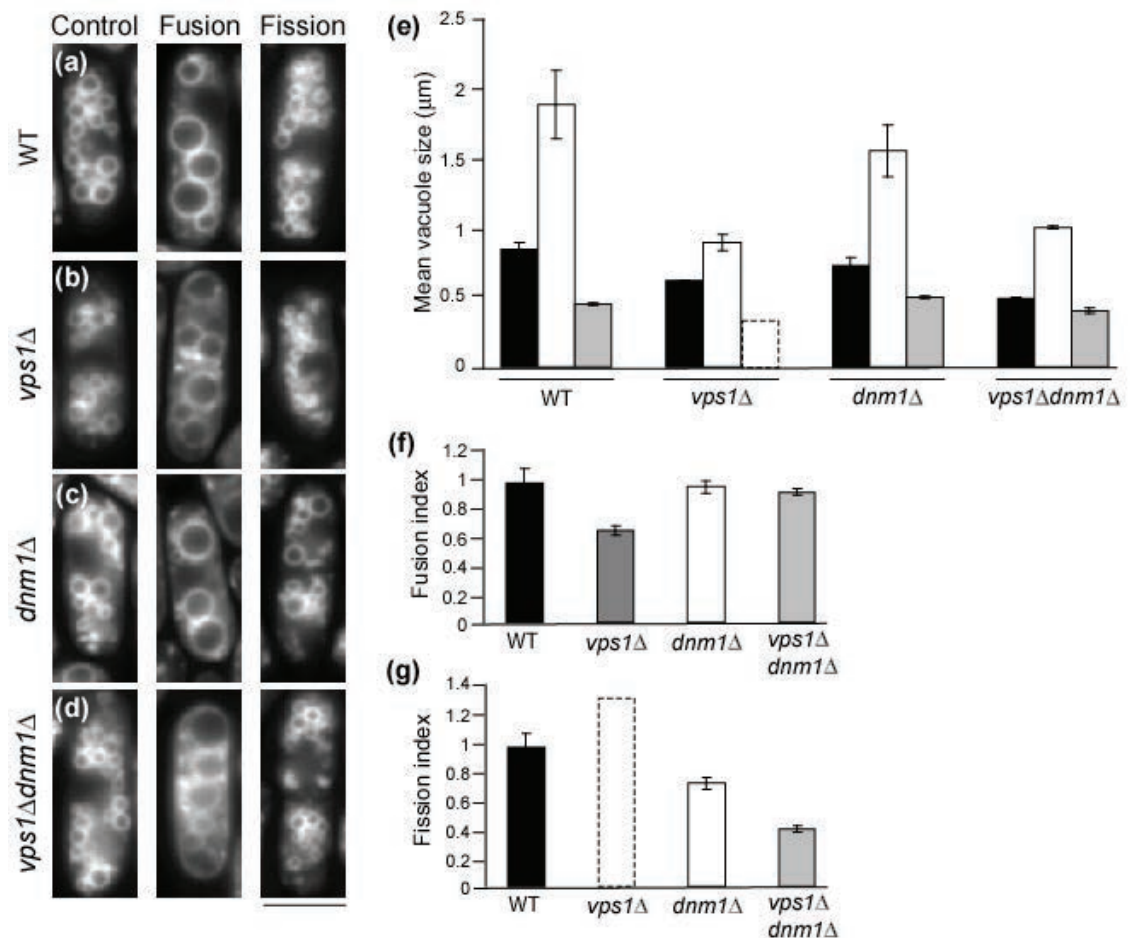 Control Fusion Fission
(a)
WT
(b)
vps1Δ
(c)
dnm1Δ
(d)
vps1Δdnm1Δ
(e)
Mean vacuole size (μm)
2.5
2
1.5
1
0.5
0
WT vps1Δ dnm1Δ vps1Δdnm1Δ
(f)
Fusion index
1.2
1
0.8
0.6
0.4
0.2
0
WT vps1Δ dnm1Δ vps1Δ
dnm1Δ
(g)
Fission index
1.4
1.2
1
0.8
0.6
0.4
0.2
0
WT vps1Δ dnm1Δ vps1Δ
dnm1Δ